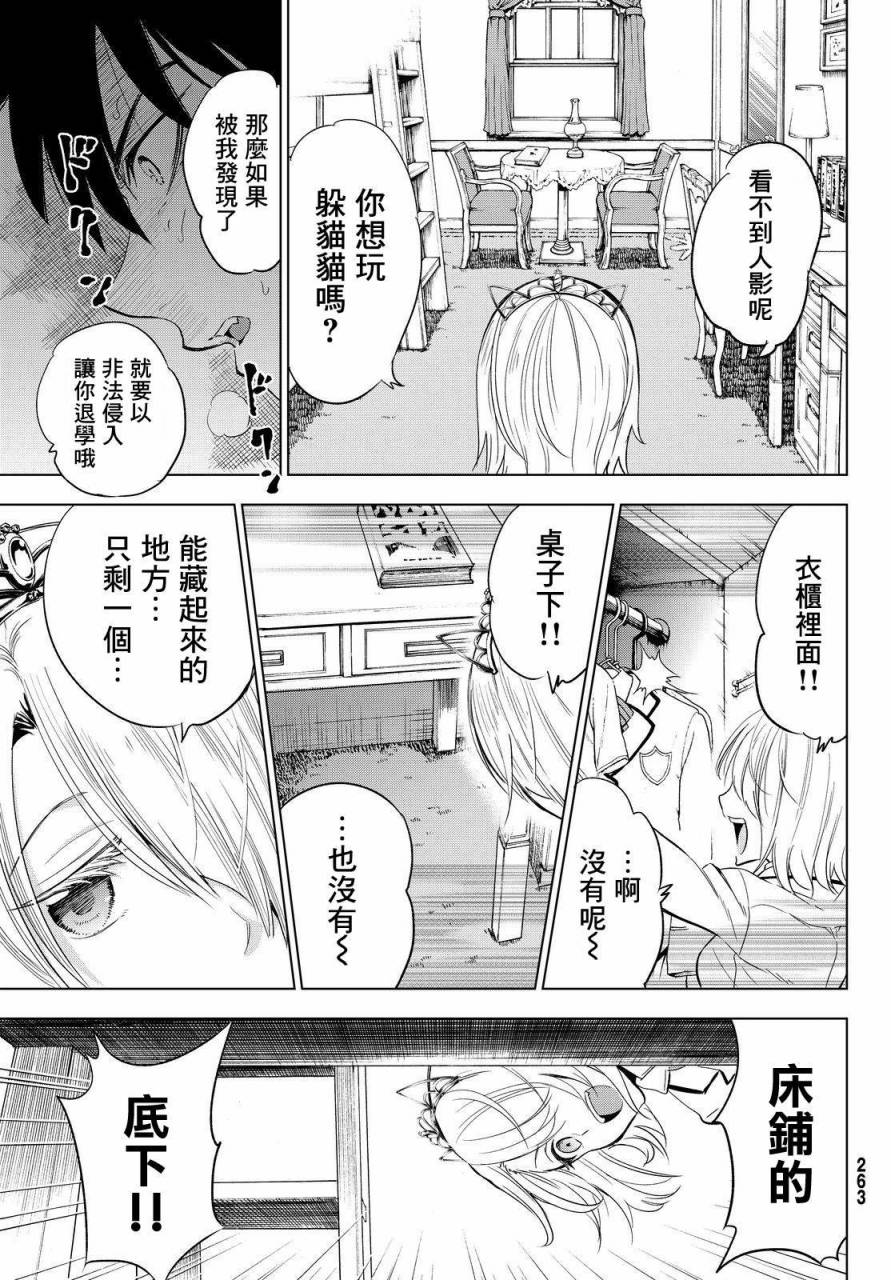 看不到人影呢
你想玩
躲貓貓嗎？
那麼如果
被我發現了
就要以
非法侵入
讓你退學哦
ドクン
ドクン
衣櫃裡面!!
…啊
沒有呢～
桌子下!!
…也沒有～
能藏起來的
地方…
只剩一個…
床鋪的
底下!!
263